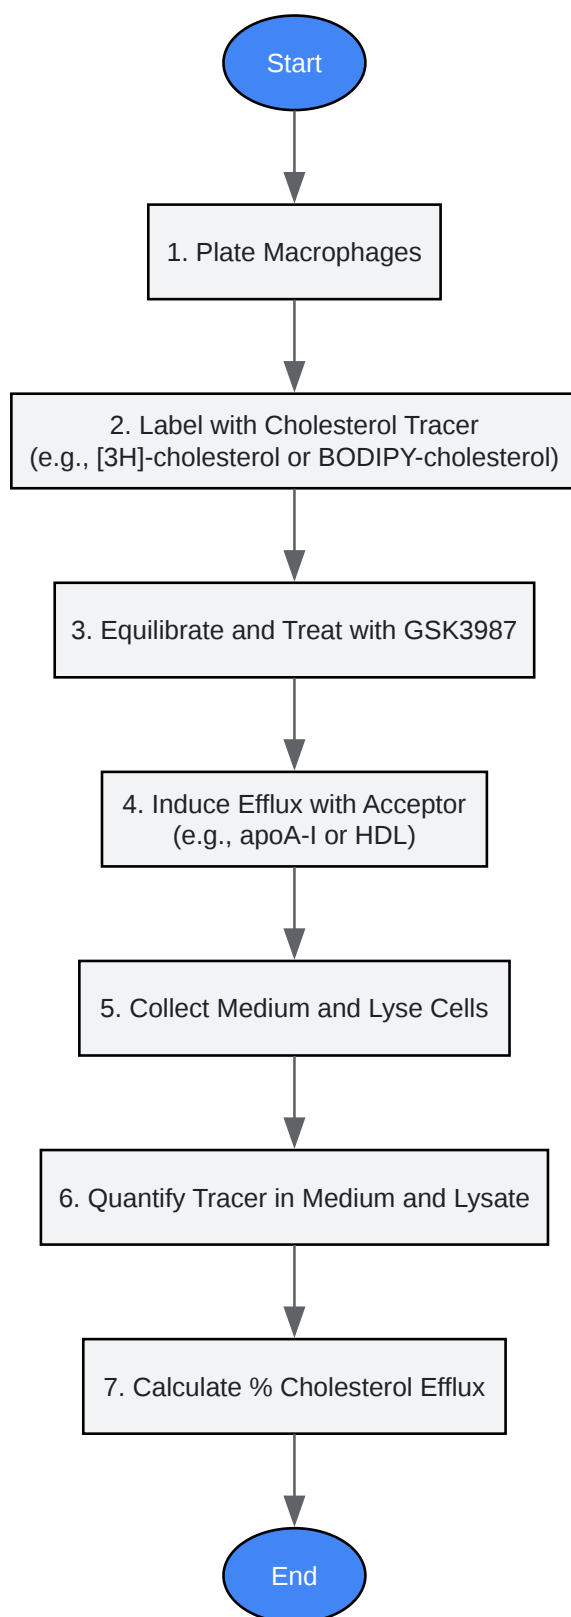 Start
1. Plate Macrophages
2. Label with Cholesterol Tracer
(e.g., [3H]-cholesterol or BODIPY-cholesterol)
3. Equilibrate and Treat with GSK3987
4. Induce Efflux with Acceptor
(e.g., apoA-I or HDL)
5. Collect Medium and Lyse Cells
6. Quantify Tracer in Medium and Lysate
7. Calculate % Cholesterol Efflux
End